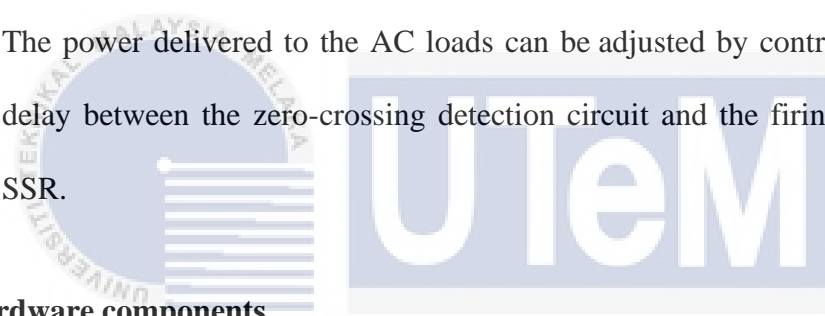 The power delivered to the AC loads can be adjusted by contr
delay between the zero-crossing detection circuit and the firin
SSR.
UTeM
rdware components